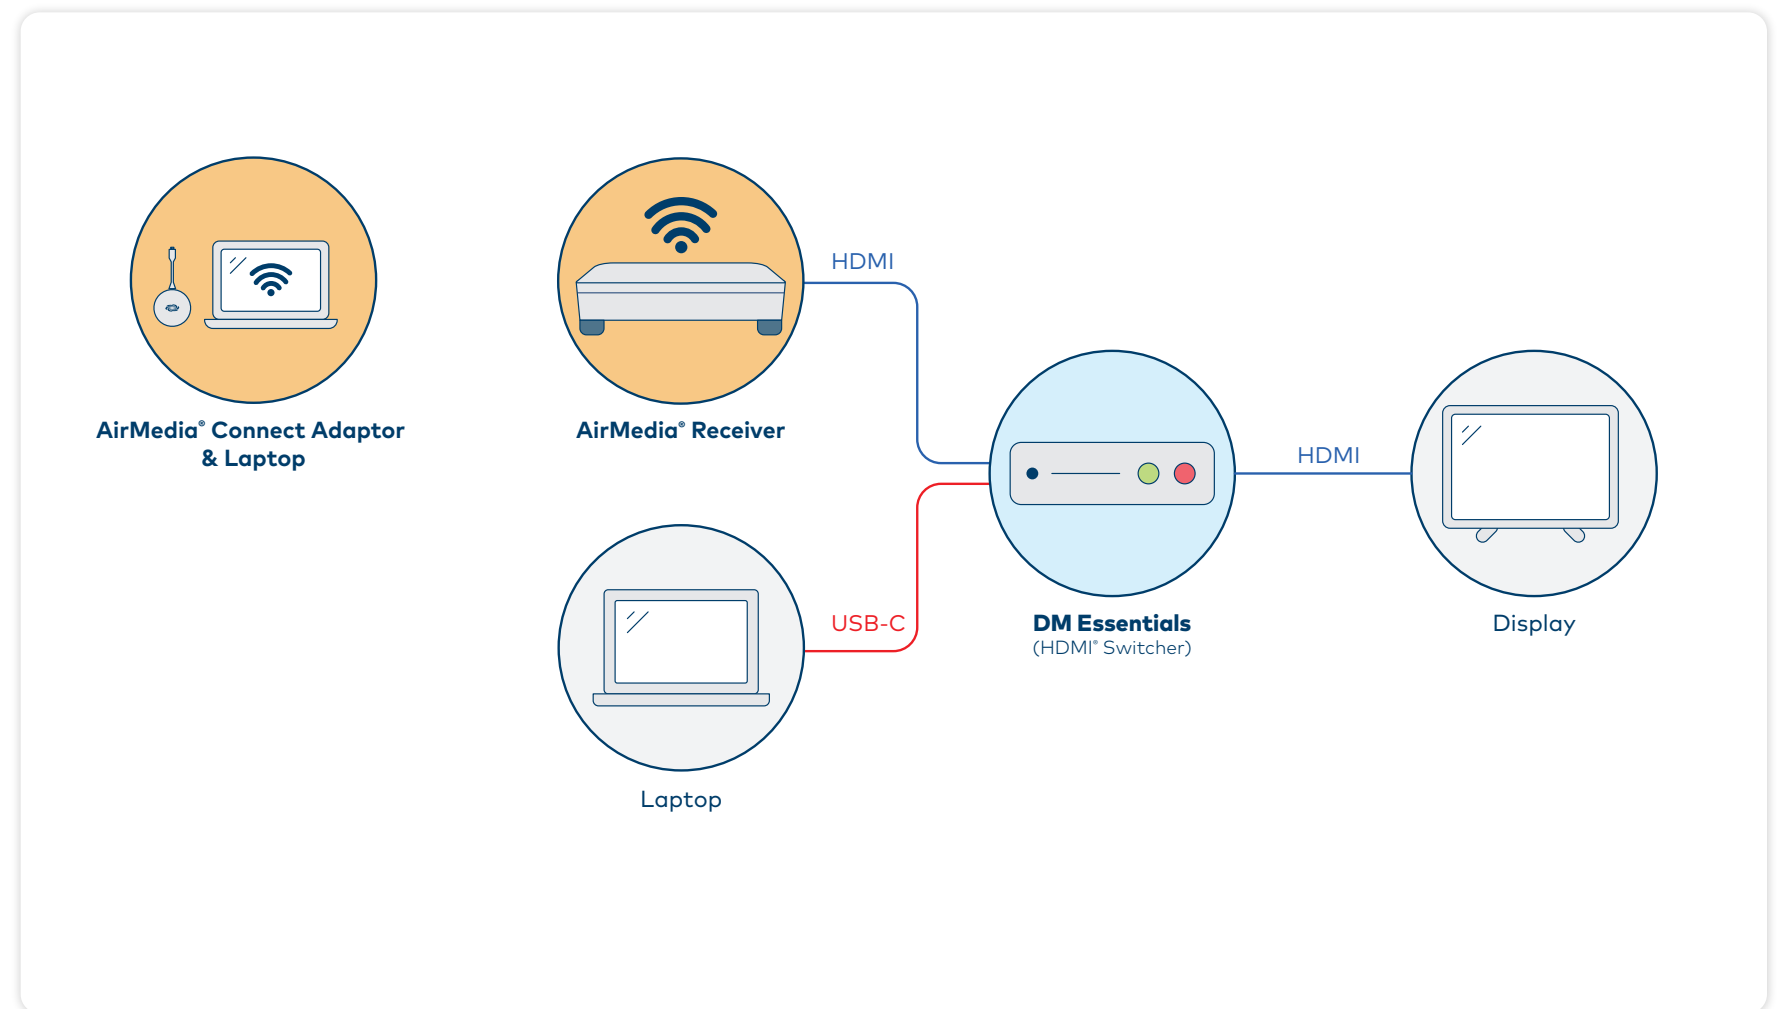 AirMedia® Connect Adaptor
& Laptop
AirMedia® Receiver
HDMI
USB-C
Laptop
DM Essentials
(HDMI® Switcher)
HDMI
Display